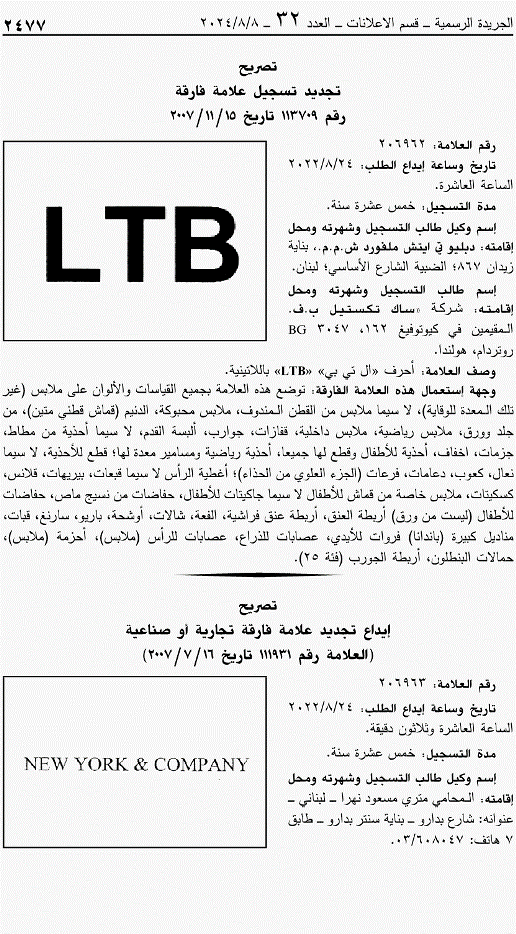 الجريدة الرسمية ــ قسم الاعلانات ــ العدد ٣٢ ــ ٢٠٢٤/٨/٨
٢٤٧٧
تصريح
تجديد تسجيل علامة فارقة
رقم ١١٣٧٠٩ تاريخ ٢٠٠٧/١١/١٥
رقم العلامة: ٢٠٦٩٦٢
تاريخ وساعة إيداع الطلب: ٢٠٢٢/٨/٢٤
الساعة العاشرة.
مدة التسجيل: خمس عشرة سنة.
إسم وكيل طالب التسجيل وشهرته ومحل
إقامته: دبليو تي ايتش ملفورد ش.م.م.، بناية
زيدان ٨٦٧؛ الضبية الشارع الأساسي؛ لبنان.
إسم طالب التسجيل وشهرته ومحل
إقامته: شركة «ساك تكستيل ب.ف.
المقيمين في كيوتوفيغ ١٦٢، ٣٠٤٧ BG
روتردام، هولندا.
LTB
وصف العلامة: أحرف «ال تي بي» «LTB» باللاتينية.
وجهة إستعمال هذه العلامة الفارقة: توضع هذه العلامة بجميع القياسات والألوان على ملابس (غير
تلك المعدة للوقاية)، لا سيما ملابس من القطن المندوف، ملابس محبوكة، الدنيم (قماش قطني متين)، من
جلد وورق، ملابس رياضية، ملابس داخلية، قفازات، جوارب، ألبسة القدم، لا سيما أحذية من مطاط،
جزمات، اخفاف، أحذية للأطفال وقطع لها جميعا، أحذية رياضية ومسامير معدة لها؛ قطع للأحذية، لا سيما
نعال، كعوب، دعامات، فرعات (الجزء العلوي من الحذاء)؛ أغطية الرأس لا سيما قبعات، بيريهات، قلانس،
كسكيتات، ملابس خاصة من قماش للأطفال لا سيما جاكيتات للأطفال، حفاضات من نسيج ماص، حفاضات
للأطفال (ليست من ورق) أربطة العنق، أربطة عنق فراشية، الفعة، شالات، أوشحة، باريو، سارنغ، قبات،
مناديل كبيرة (باندانا) فروات للأيدي، عصابات للذراع، عصابات للرأس (ملابس)، أحزمة (ملابس)،
حمالات البنطلون، أربطة الجورب (فئة ٢٥).
تصريح
إيداع تجديد علامة فارقة تجارية أو صناعية
(العلامة رقم ١١١٩٣١ تاريخ ٢٠٠٧/٧/١٦)
رقم العلامة: ٢٠٦٩٦٣
تاريخ وساعة إيداع الطلب: ٢٠٢٢/٨/٢٤
الساعة العاشرة وثلاثون دقيقة.
مدة التسجيل: خمس عشرة سنة.
إسم وكيل طالب التسجيل وشهرته ومحل
إقامته: المحامي متري مسعود نهرا ــ لبناني ــ
عنوانه: شارع بدارو ــ بناية سنتر بدارو ــ طابق
٧ هاتف: ٠٣/٦٠٨٠٤٧.
NEW YORK & COMPANY